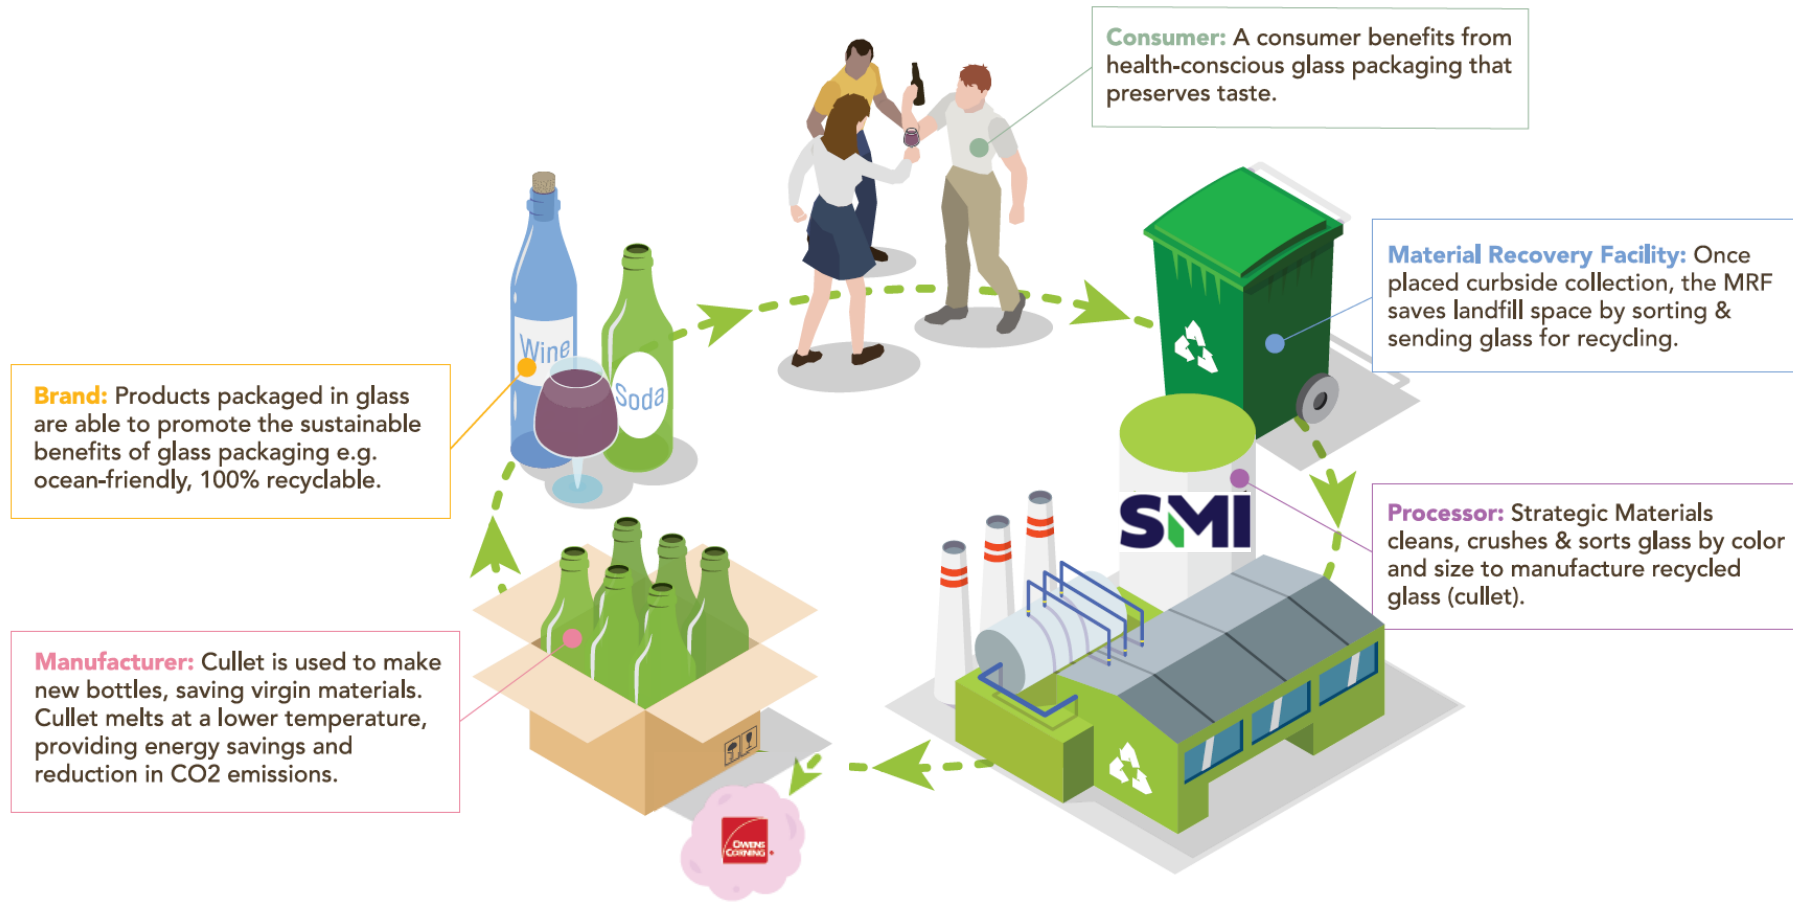 Consumer: A consumer benefits from
health-conscious glass packaging that
preserves taste.
Material Recovery Facility: Once
placed curbside collection, the MRF
saves landfill space by sorting &
sending glass for recycling.
Wine
Soda
Brand: Products packaged in glass
are able to promote the sustainable
benefits of glass packaging e.g.
ocean-friendly, 100% recyclable.
SMI
Processor: Strategic Materials
cleans, crushes & sorts glass by color
and size to manufacture recycled
glass (cullet).
Manufacturer: Cullet is used to make
new bottles, saving virgin materials.
Cullet melts at a lower temperature,
providing energy savings and
reduction in CO2 emissions.
OWENS
CORNING